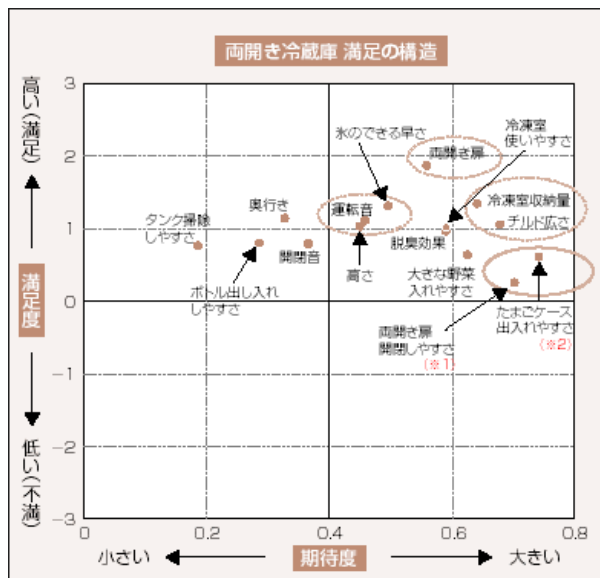 両開き冷蔵庫 満足の構造
高い(満足)
満足度
低い(不満)
3
2
1
0
−1
−2
−3
0
0.2
0.4
0.6
0.8
小さい
期待度
大きい
氷のできる早さ
冷凍室
使いやすさ
両開き扉
奥行き
運転音
冷凍室収納量
チルド広さ
タンク掃除
しやすさ
開閉音
高さ
脱臭効果
大きな野菜
入れやすさ
ボトル出し入れ
しやすさ
両開き扉
開閉しやすさ
(※1)
たまごケース
出入れやすさ
(※2)